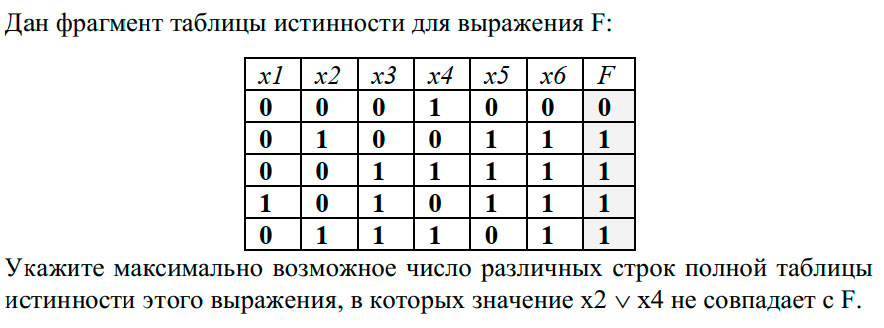 Дан фрагмент таблицы истинности для выражения F:
x1 x2 x3 x4 x5 x6 F
0 0 0 1 0 0 0
0 1 0 0 1 1 1
0 0 1 1 1 1 1
1 0 1 0 1 1 1
0 1 1 1 0 1 1
Укажите максимально возможное число различных строк полной таблицы
истинности этого выражения, в которых значение x2 ∨ x4 не совпадает с F.